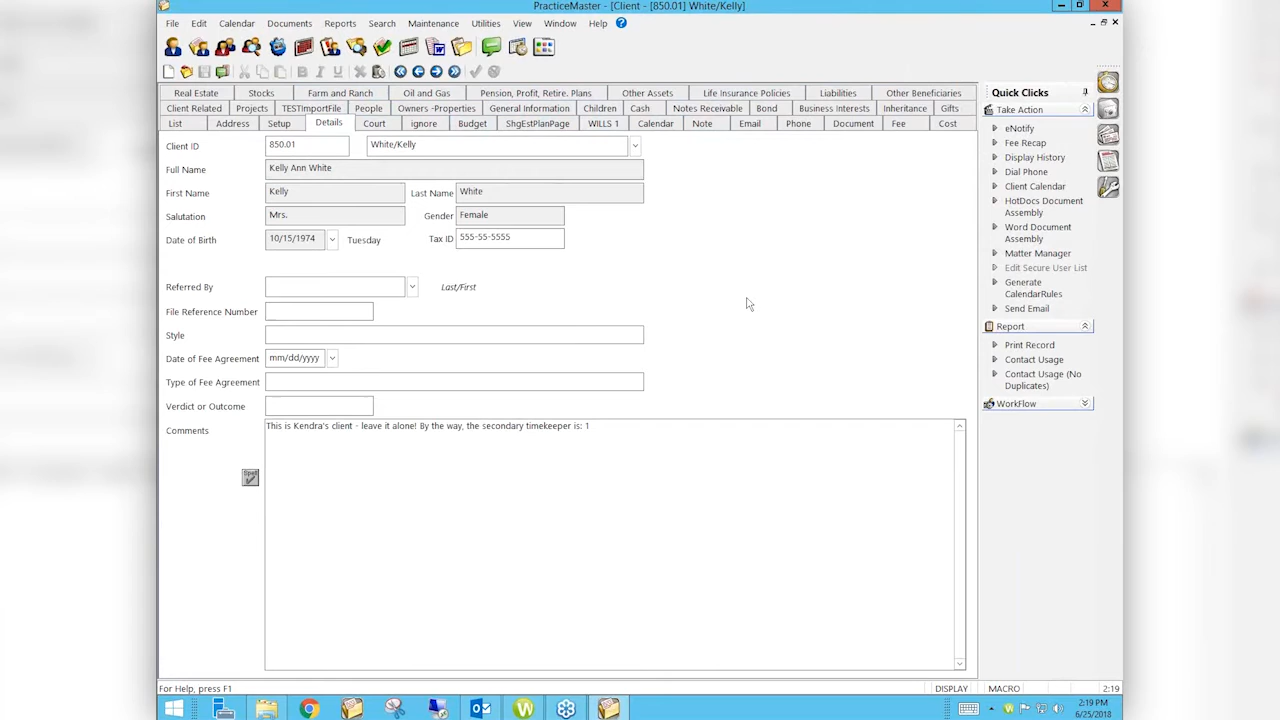 PracticeMaster - [Client - [850.01] White/Kelly]
File Edit Calendar Documents Reports Search Maintenance Utilities View Window Help
Real Estate Stocks Farm and Ranch Oil and Gas Pension, Profit, Retire. Plans Other Assets Life Insurance Policies Liabilities Other Beneficiaries
Client Related Projects TESTImportFile People Owners -Properties General Information Children Cash Notes Receivable Bond Business Interests Inheritance Gifts
List Address Setup Details Court Ignore Budget ShgEstPlanPage WILLS 1 Calendar Note Email Phone Document Fee Cost
Client ID 850.01 White/Kelly
Full Name Kelly Ann White
First Name Kelly Last Name White
Salutation Mrs. Gender Female
Date of Birth 10/15/1974 Tuesday Tax ID 555-55-5555
Referred By Last/First
File Reference Number
Style
Date of Fee Agreement mm/dd/yyyy
Type of Fee Agreement
Verdict or Outcome
Comments This is Kendra's client - leave it alone! By the way, the secondary timekeeper is: 1
Spell
Quick Clicks
Take Action
eNotify
Fee Recap
Display History
Dial Phone
Client Calendar
HotDocs Document
Assembly
Word Document
Assembly
Matter Manager
Edit Secure User List
Generate
CalendarRules
Send Email
Report
Print Record
Contact Usage
Contact Usage (No
Duplicates)
WorkFlow
For Help, press F1 DISPLAY MACRO 2:19
2:19 PM
6/25/2018